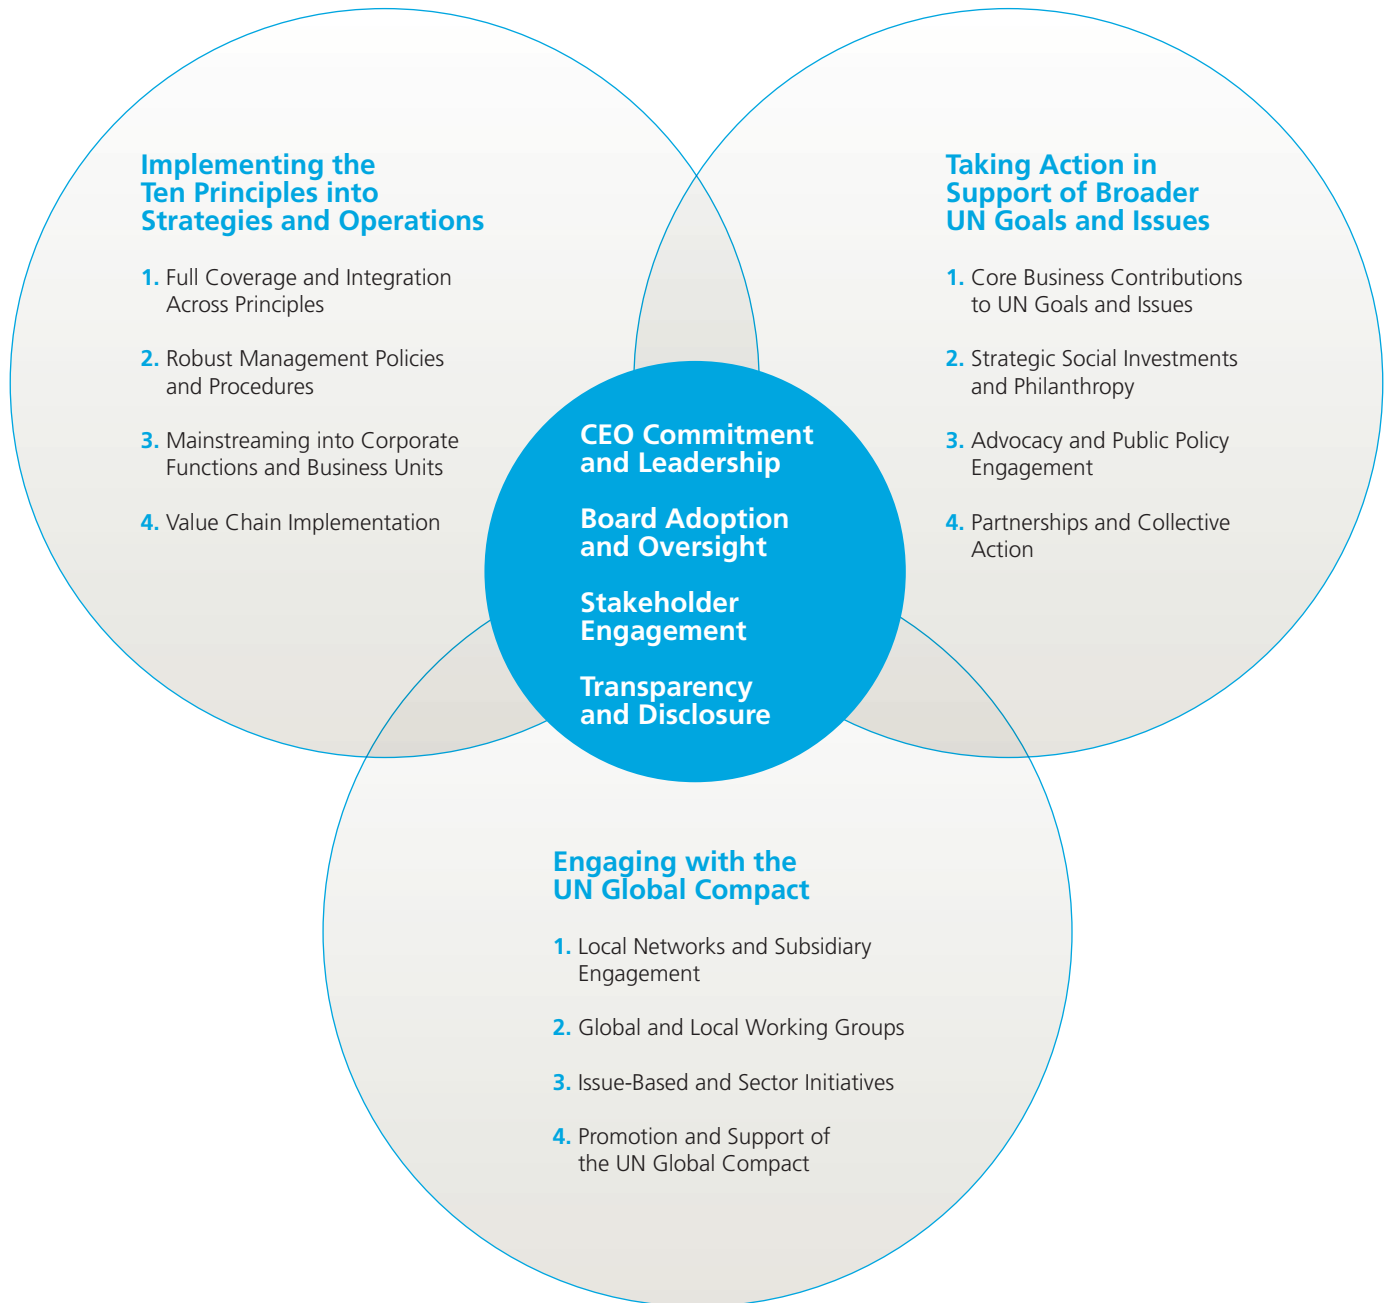 Implementing the
Ten Principles into
Strategies and Operations
1. Full Coverage and Integration
Across Principles
2. Robust Management Policies
and Procedures
3. Mainstreaming into Corporate
Functions and Business Units
4. Value Chain Implementation
Taking Action in
Support of Broader
UN Goals and Issues
1. Core Business Contributions
to UN Goals and Issues
2. Strategic Social Investments
and Philanthropy
3. Advocacy and Public Policy
Engagement
4. Partnerships and Collective
Action
CEO Commitment
and Leadership
Board Adoption
and Oversight
Stakeholder
Engagement
Transparency
and Disclosure
Engaging with the
UN Global Compact
1. Local Networks and Subsidiary
Engagement
2. Global and Local Working Groups
3. Issue-Based and Sector Initiatives
4. Promotion and Support of
the UN Global Compact